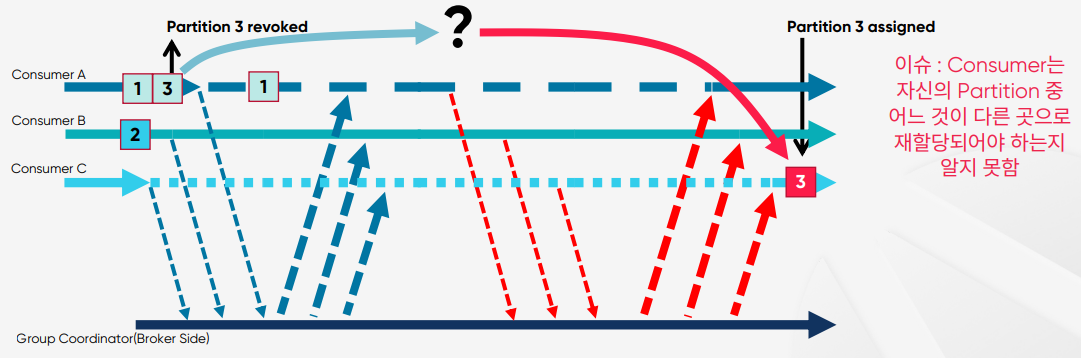 Partition 3 revoked
?
Partition 3 assigned
Consumer A
1
3
1
Consumer B
2
Consumer C
3
이슈 : Consumer는
자신의 Partition 중
어느 것이 다른 곳으로
재할당되어야 하는지
알지 못함
Group Coordinator(Broker Side)